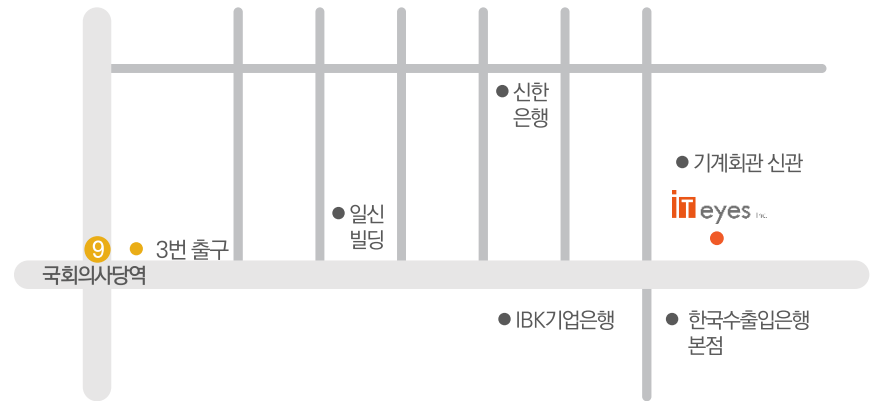 신한
은행
기계회관 신관
일신
빌딩
iT eyes Inc.
9
3번 출구
국회의사당역
IBK기업은행
한국수출입은행
본점